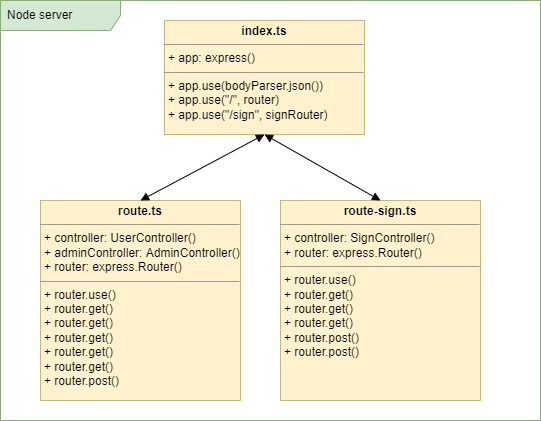 Node server
index.ts
+ app: express()
+ app.use(bodyParser.json())
+ app.use("/", router)
+ app.use("/sign", signRouter)
route.ts
+ controller: UserController()
+ adminController: AdminController()
+ router: express.Router()
+ router.use()
+ router.get()
+ router.get()
+ router.get()
+ router.get()
+ router.get()
+ router.post()
route-sign.ts
+ controller: SignController()
+ router: express.Router()
+ router.use()
+ router.get()
+ router.get()
+ router.get()
+ router.post()
+ router.post()